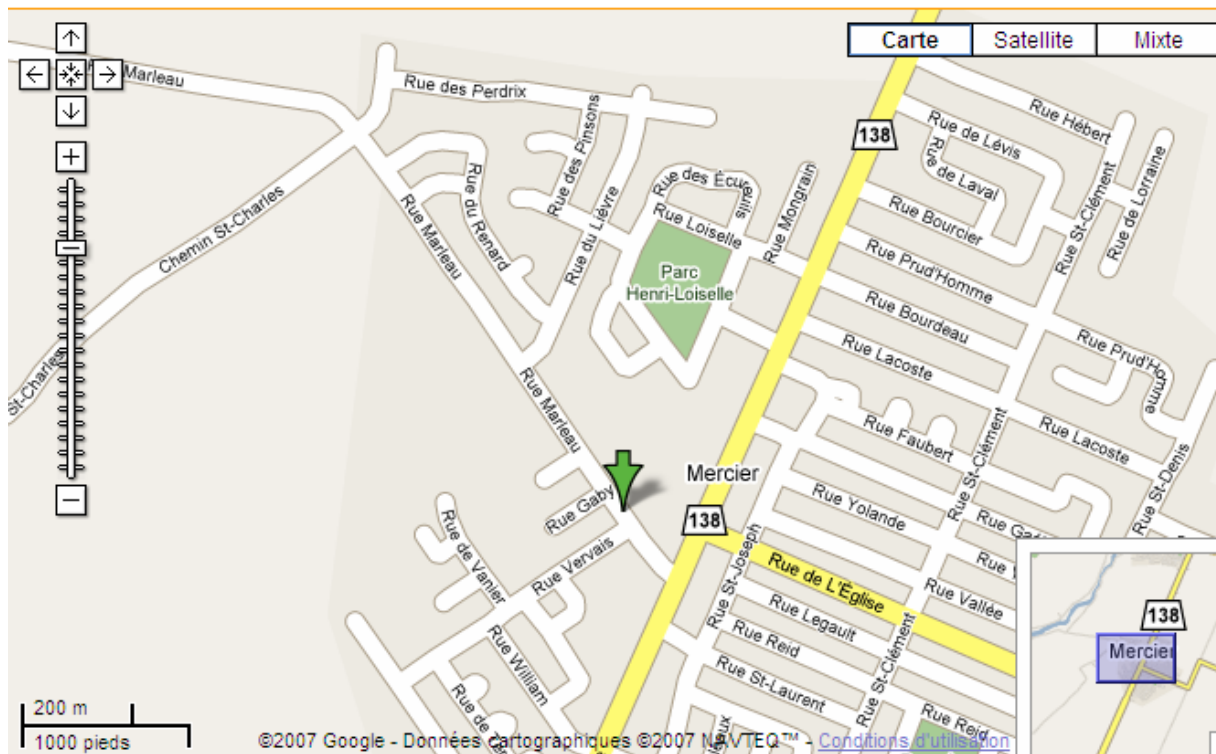 Carte
Satellite
Mixte
Marleau
Rue des Perdrix
Rue des Pinsons
Rue du Lièvre
Rue du Renard
Rue Marleau
Chemin St-Charles
St-Charles
Rue des Écureuils
Rue Loiselle
Rue Mongrain
Parc
Henri-Loiselle
138
Rue Hébert
Rue de Lévis
Rue de Laval
Rue St-Clément
Rue de Lorraine
Rue Bourcier
Rue Prud'Homme
Rue Bourdeau
Rue Lacoste
Rue Prud'Homme
Rue Marleau
Rue Faubert
Rue St-Clément
Rue Lacoste
Rue St-Denis
Mercier
Rue Gaby
138
Rue Yolande
Rue de Vanier
Rue Vervais
Rue St-Joseph
Rue de L'Église
Rue Vallée
Rue Legault
Rue Reid
Rue St-Laurent
Rue St-Clément
Rue William
Rue de
Rue Reid
138
Mercier
200 m
1000 pieds
©2007 Google - Données cartographiques ©2007 NAVTEQ™ - Conditions d'utilisation